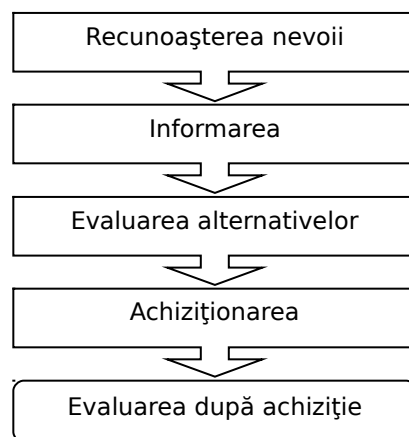 Recunoaşterea nevoii
Informarea
Evaluarea alternativelor
Achiziţionarea
Evaluarea după achiziţie